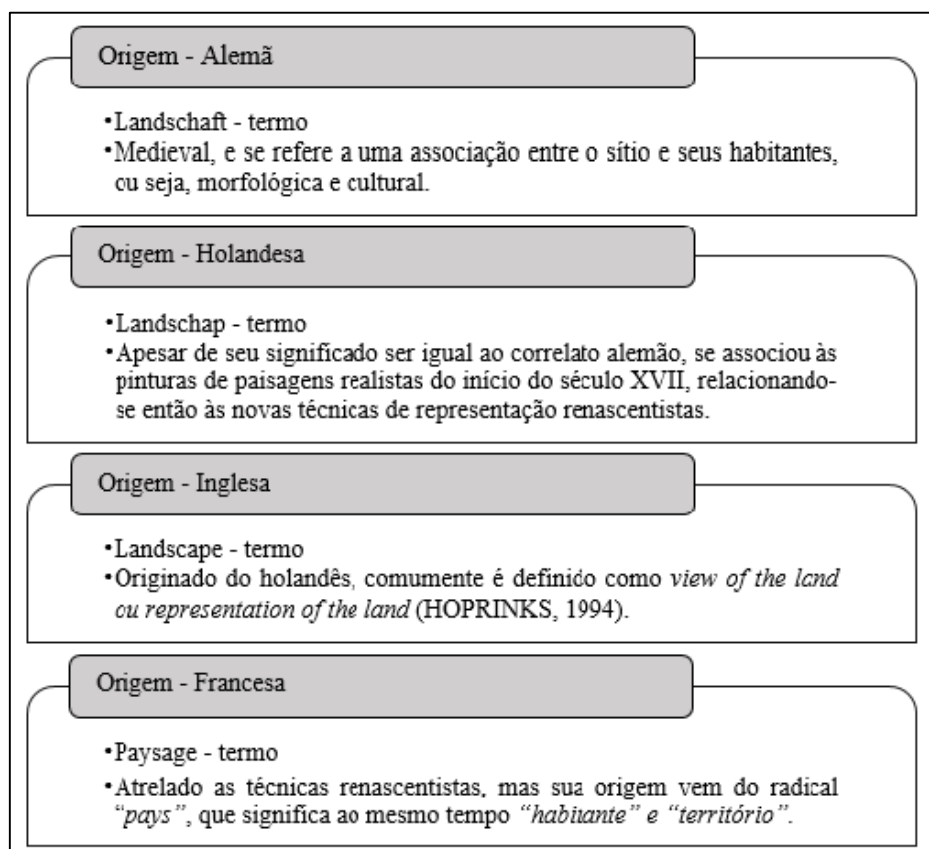 Origem - Alemã
•Landschaft - termo
•Medieval, e se refere a uma associação entre o sítio e seus habitantes,
ou seja, morfológica e cultural.
Origem - Holandesa
•Landschap - termo
•Apesar de seu significado ser igual ao correlato alemão, se associou às
pinturas de paisagens realistas do início do século XVII, relacionando-
se então às novas técnicas de representação renascentistas.
Origem - Inglesa
•Landscape - termo
•Originado do holandês, comumente é definido como view of the land
ou representation of the land (HOPRINKS, 1994).
Origem - Francesa
•Paysage - termo
•Atrelado as técnicas renascentistas, mas sua origem vem do radical
“pays”, que significa ao mesmo tempo “habitante” e “território”.